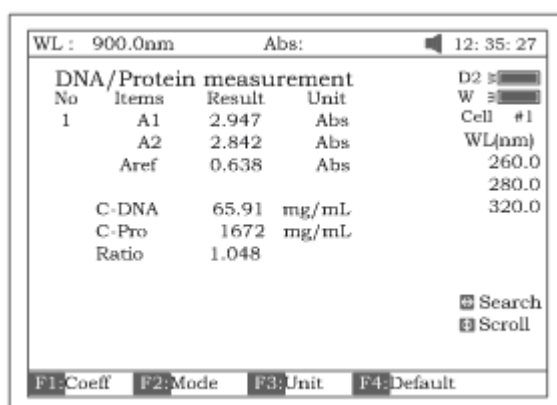 WL: 900.0nm Abs: 12: 35: 27
DNA/Protein measurement
D2
No Items Result Unit
W
1 A1 2.947 Abs
Cell #1
A2 2.842 Abs
WL(nm)
Aref 0.638 Abs
260.0
280.0
C-DNA 65.91 mg/mL
320.0
C-Pro 1672 mg/mL
Ratio 1.048
Search
Scroll
F1:Coeff F2:Mode F3:Unit F4:Default